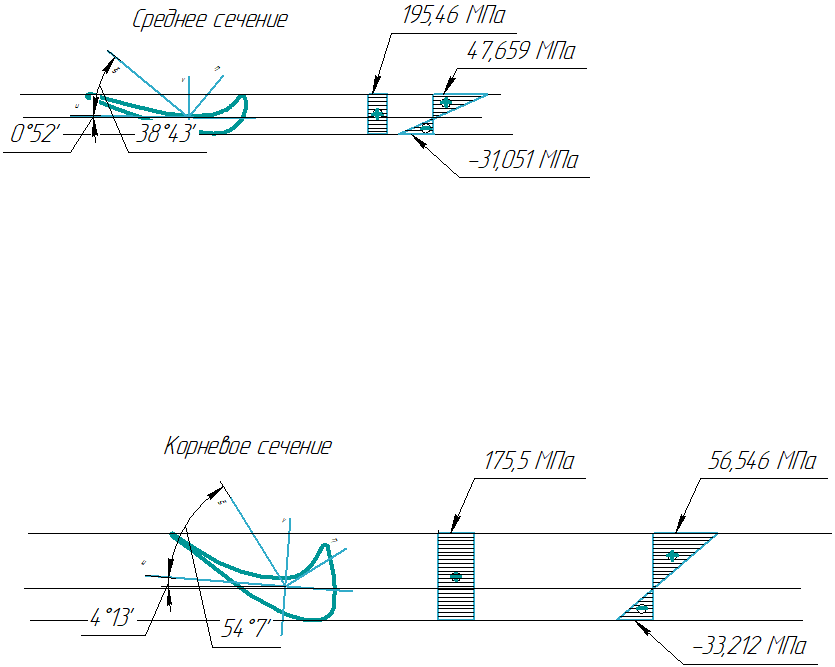 Среднее сечение
195,46 МПа
47,659 МПа
0°52'
38°43'
-31,051 МПа
Корневое сечение
175,5 МПа
56,546 МПа
4°13'
54°7'
-33,212 МПа